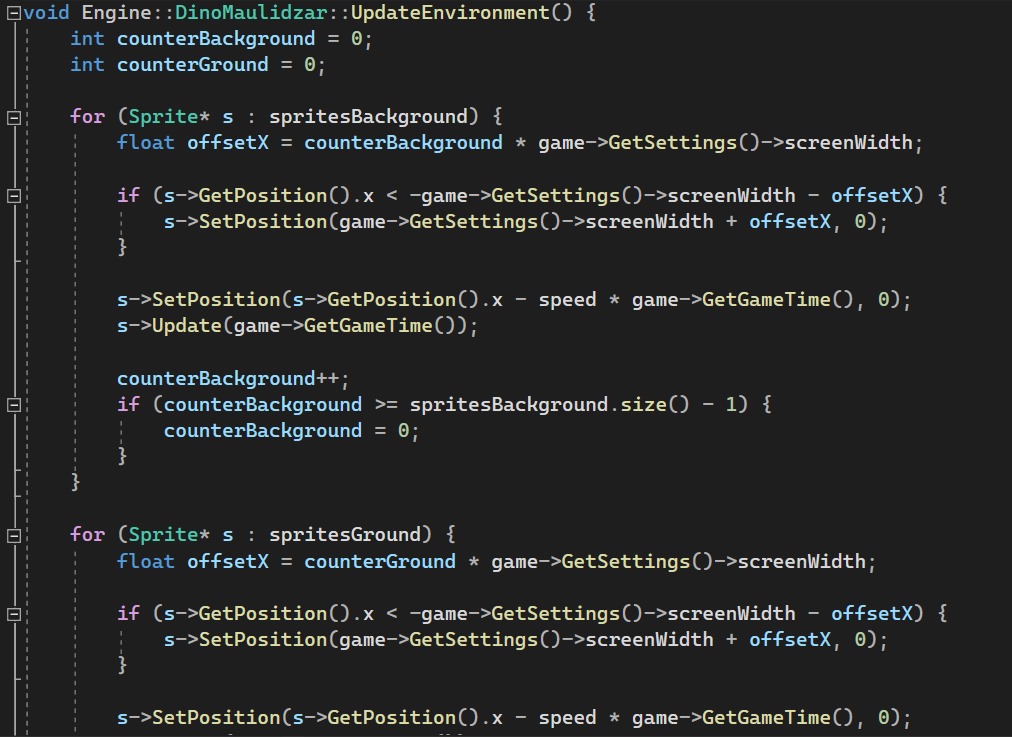 void Engine::DinoMaulidzar::UpdateEnvironment() {
    int counterBackground = 0;
    int counterGround = 0;

    for (Sprite* s : spritesBackground) {
        float offsetX = counterBackground * game->GetSettings()->screenWidth;

        if (s->GetPosition().x < -game->GetSettings()->screenWidth - offsetX) {
            s->SetPosition(game->GetSettings()->screenWidth + offsetX, 0);
        }

        s->SetPosition(s->GetPosition().x - speed * game->GetGameTime(), 0);
        s->Update(game->GetGameTime());

        counterBackground++;
        if (counterBackground >= spritesBackground.size() - 1) {
            counterBackground = 0;
        }
    }

    for (Sprite* s : spritesGround) {
        float offsetX = counterGround * game->GetSettings()->screenWidth;

        if (s->GetPosition().x < -game->GetSettings()->screenWidth - offsetX) {
            s->SetPosition(game->GetSettings()->screenWidth + offsetX, 0);
        }

        s->SetPosition(s->GetPosition().x - speed * game->GetGameTime(), 0);